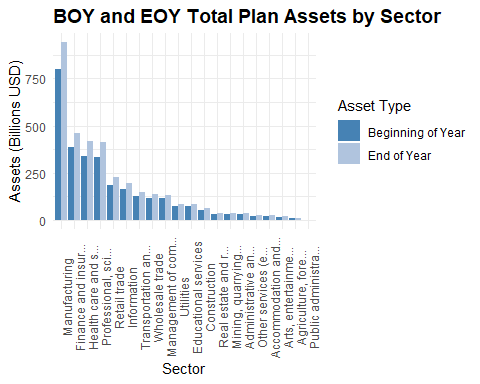 BOY and EOY Total Plan Assets by Sector
Assets (Billions USD)
750
500
250
0
Manufacturing
Finance and insur...
Health care and s...
Professional, sci...
Retail trade
Information
Transportation an...
Wholesale trade
Management of com...
Utilities
Educational services
Construction
Real estate and r...
Mining, quarrying...
Administrative an...
Other services (e...
Accommodation and...
Arts, entertainme...
Agriculture, fore...
Public administra...
Sector
Asset Type
Beginning of Year
End of Year